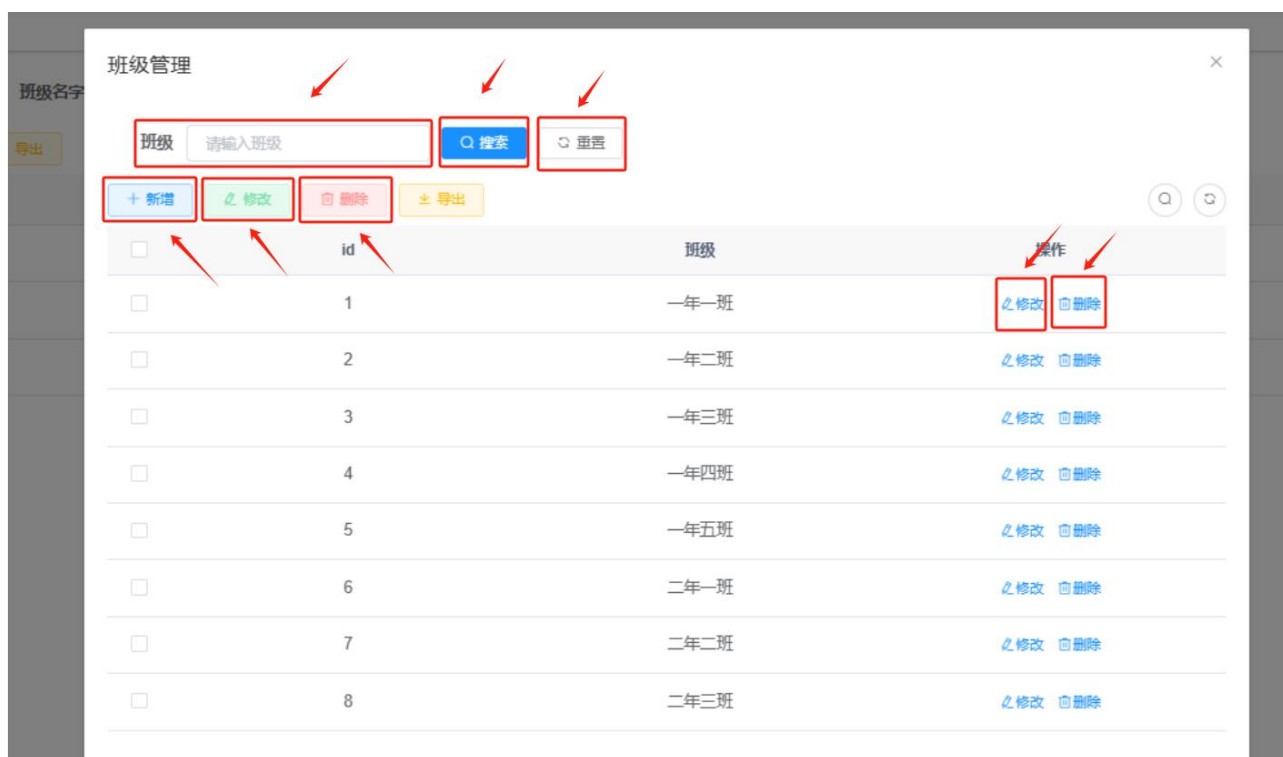 班级管理
班级名字
班级 请输入班级 搜索 重置
导出
新增 修改 删除 导出
id 班级 操作
1 一年一班 修改 删除
2 一年二班 修改 删除
3 一年三班 修改 删除
4 一年四班 修改 删除
5 一年五班 修改 删除
6 二年一班 修改 删除
7 二年二班 修改 删除
8 二年三班 修改 删除